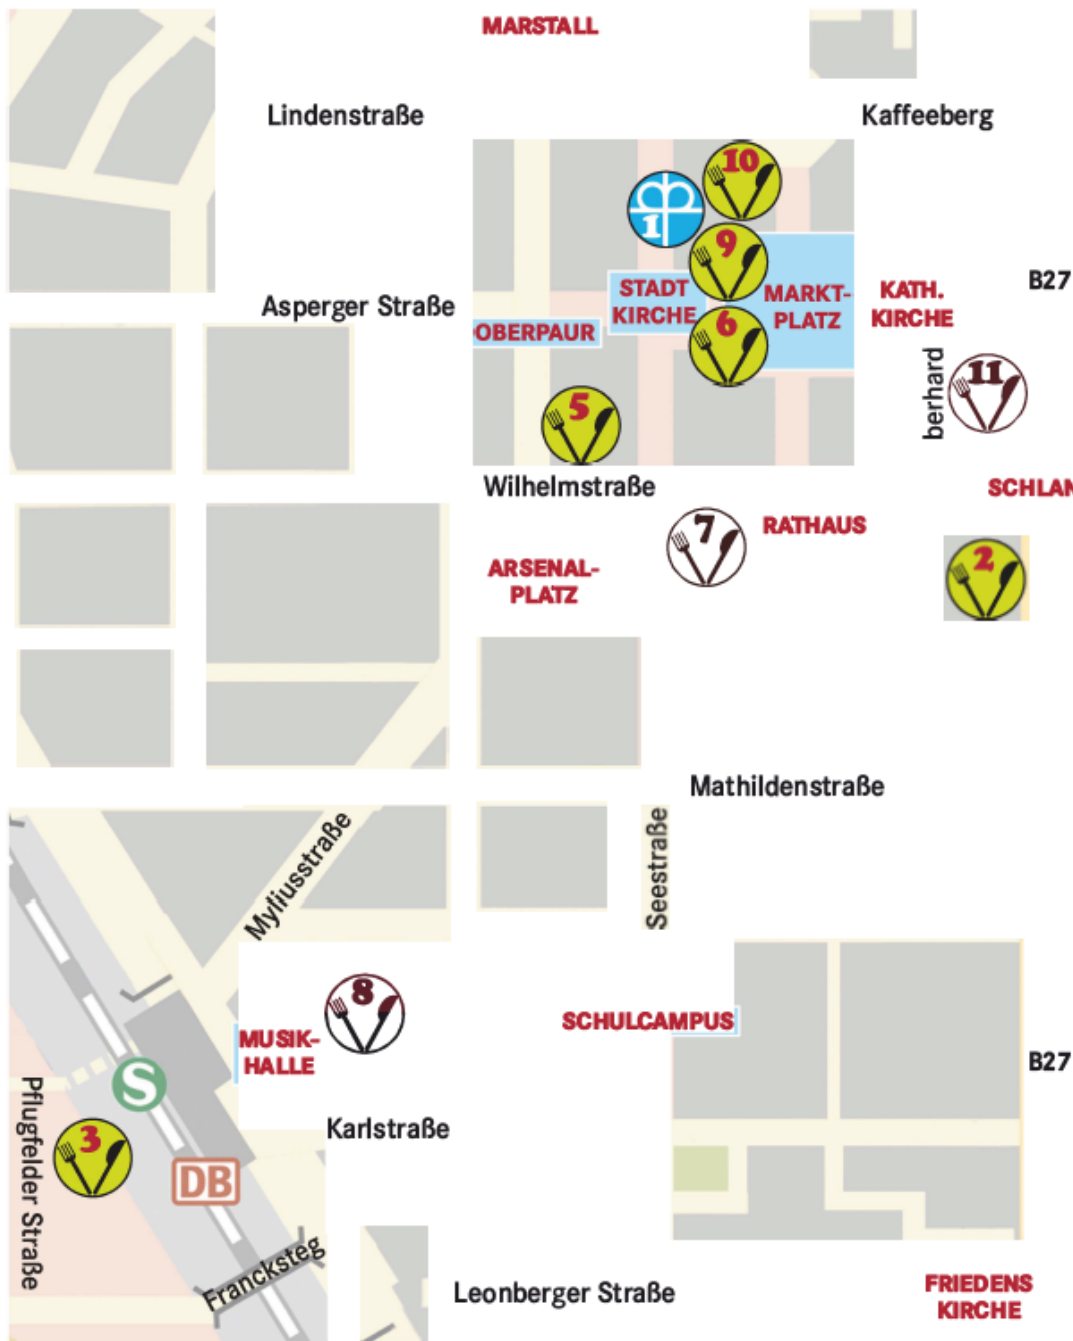 MARSTALL
Lindenstraße
Kaffeeberg
10
1
9
STADT
KIRCHE
MARKT-
PLATZ
KATH.
KIRCHE
B27
Asperger Straße
OBERPAUR
6
berhard
11
5
Wilhelmstraße
SCHLAN
7
RATHAUS
ARSENAL-
PLATZ
2
Mathildenstraße
Myliusstraße
Seestraße
8
SCHULCAMPUS
MUSIK-
HALLE
B27
S
Pflugfelder Straße
3
Karlstraße
DB
Francksteg
Leonberger Straße
FRIEDENS
KIRCHE